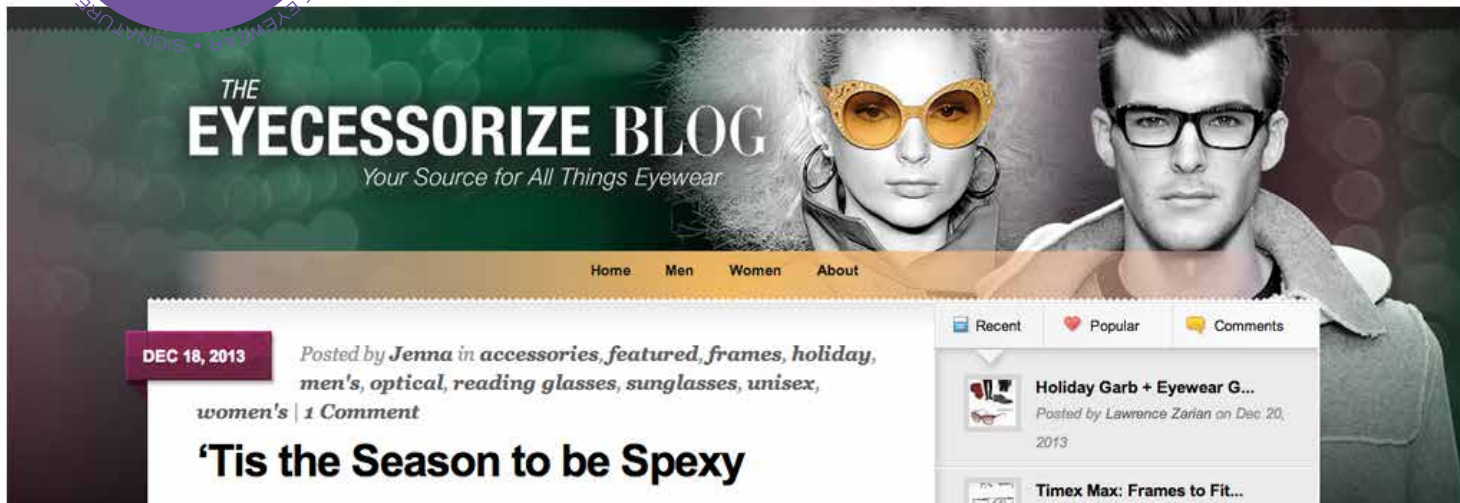 EYEWEAR • SIGNATURE
THE
EYECESSORIZE BLOG
Your Source for All Things Eyewear
Home Men Women About
Recent Popular Comments
DEC 18, 2013
Posted by Jenna in accessories, featured, frames, holiday,
men's, optical, reading glasses, sunglasses, unisex,
women's | 1 Comment
‘Tis the Season to be Spexy
Holiday Garb + Eyewear G...
Posted by Lawrence Zarian on Dec 20,
2013
Timex Max: Frames to Fit...